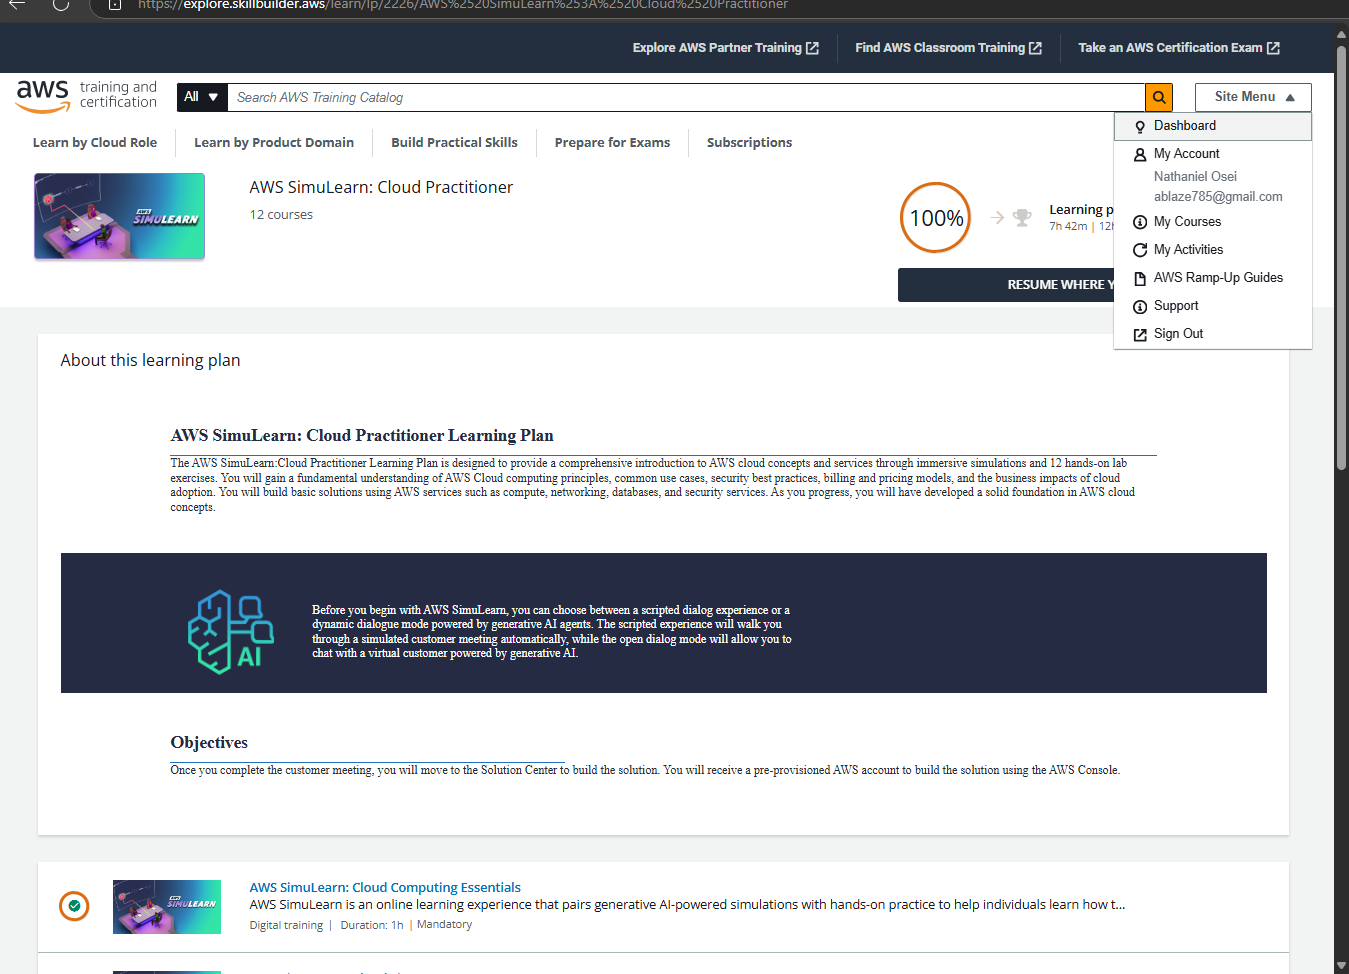 https://explore.skillbuilder.aws/learn/lp/2226/AWS%2520SimuLearn%253A%2520Cloud%2520Practitioner
Explore AWS Partner Training
Find AWS Classroom Training
Take an AWS Certification Exam
aws training and certification
All
Search AWS Training Catalog
Site Menu
Learn by Cloud Role
Learn by Product Domain
Build Practical Skills
Prepare for Exams
Subscriptions
Dashboard
My Account
Nathaniel Osei
ablaze785@gmail.com
My Courses
My Activities
AWS Ramp-Up Guides
Support
Sign Out
AWS SIMULEARN
AWS SimuLearn: Cloud Practitioner
12 courses
100%
Learning p
7h 42m | 12h
RESUME WHERE Y
About this learning plan
AWS SimuLearn: Cloud Practitioner Learning Plan
The AWS SimuLearn:Cloud Practitioner Learning Plan is designed to provide a comprehensive introduction to AWS cloud concepts and services through immersive simulations and 12 hands-on lab
exercises. You will gain a fundamental understanding of AWS Cloud computing principles, common use cases, security best practices, billing and pricing models, and the business impacts of cloud
adoption. You will build basic solutions using AWS services such as compute, networking, databases, and security services. As you progress, you will have developed a solid foundation in AWS cloud
concepts.
AI
Before you begin with AWS SimuLearn, you can choose between a scripted dialog experience or a
dynamic dialogue mode powered by generative AI agents. The scripted experience will walk you
through a simulated customer meeting automatically, while the open dialog mode will allow you to
chat with a virtual customer powered by generative AI.
Objectives
Once you complete the customer meeting, you will move to the Solution Center to build the solution. You will receive a pre-provisioned AWS account to build the solution using the AWS Console.
AWS SIMULEARN
AWS SimuLearn: Cloud Computing Essentials
AWS SimuLearn is an online learning experience that pairs generative AI-powered simulations with hands-on practice to help individuals learn how t...
Digital training | Duration: 1h | Mandatory